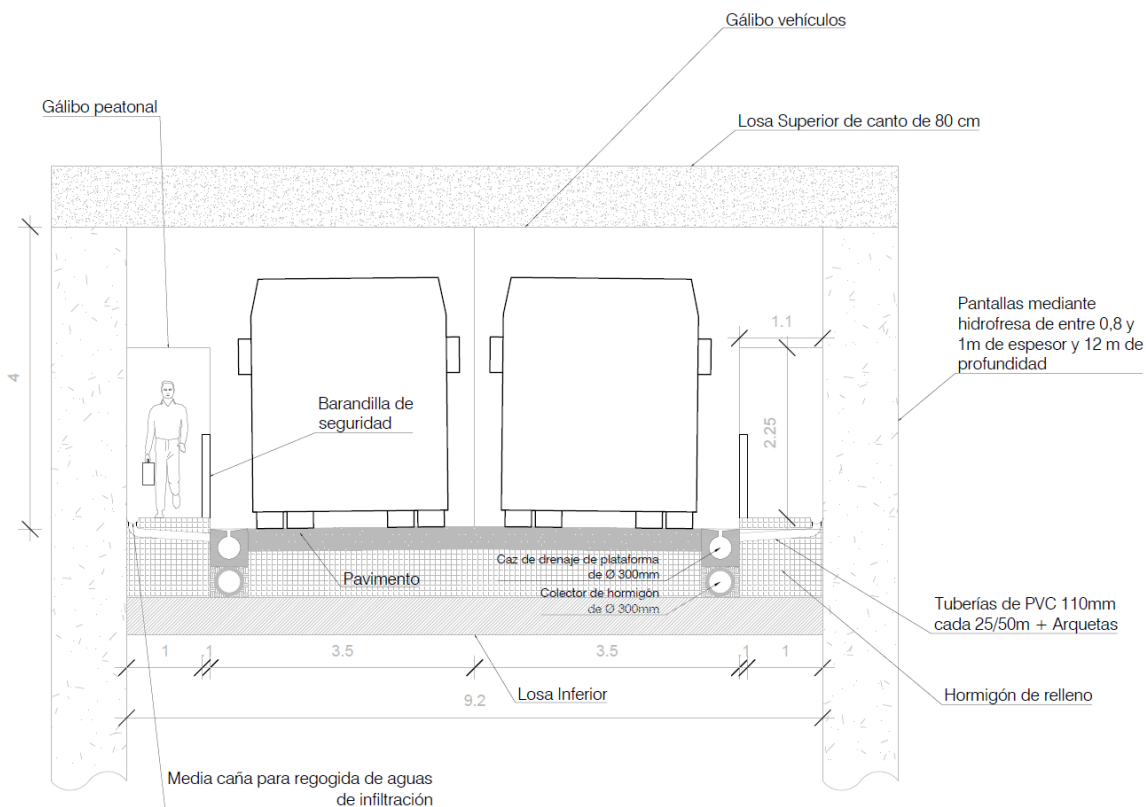 Gálibo vehículos
Gálibo peatonal
Losa Superior de canto de 80 cm
Pantallas mediante
hidrofresa de entre 0,8 y
1m de espesor y 12 m de
profundidad
1.1
4
Barandilla de
seguridad
2.25
Caz de drenaje de plataforma
de Ø 300mm
Pavimento
Colector de hormigón
de Ø 300mm
Tuberías de PVC 110mm
cada 25/50m + Arquetas
1 .1 3.5 3.5 .1 1
Losa Inferior
Hormigón de relleno
9.2
Media caña para regogida de aguas
de infiltración